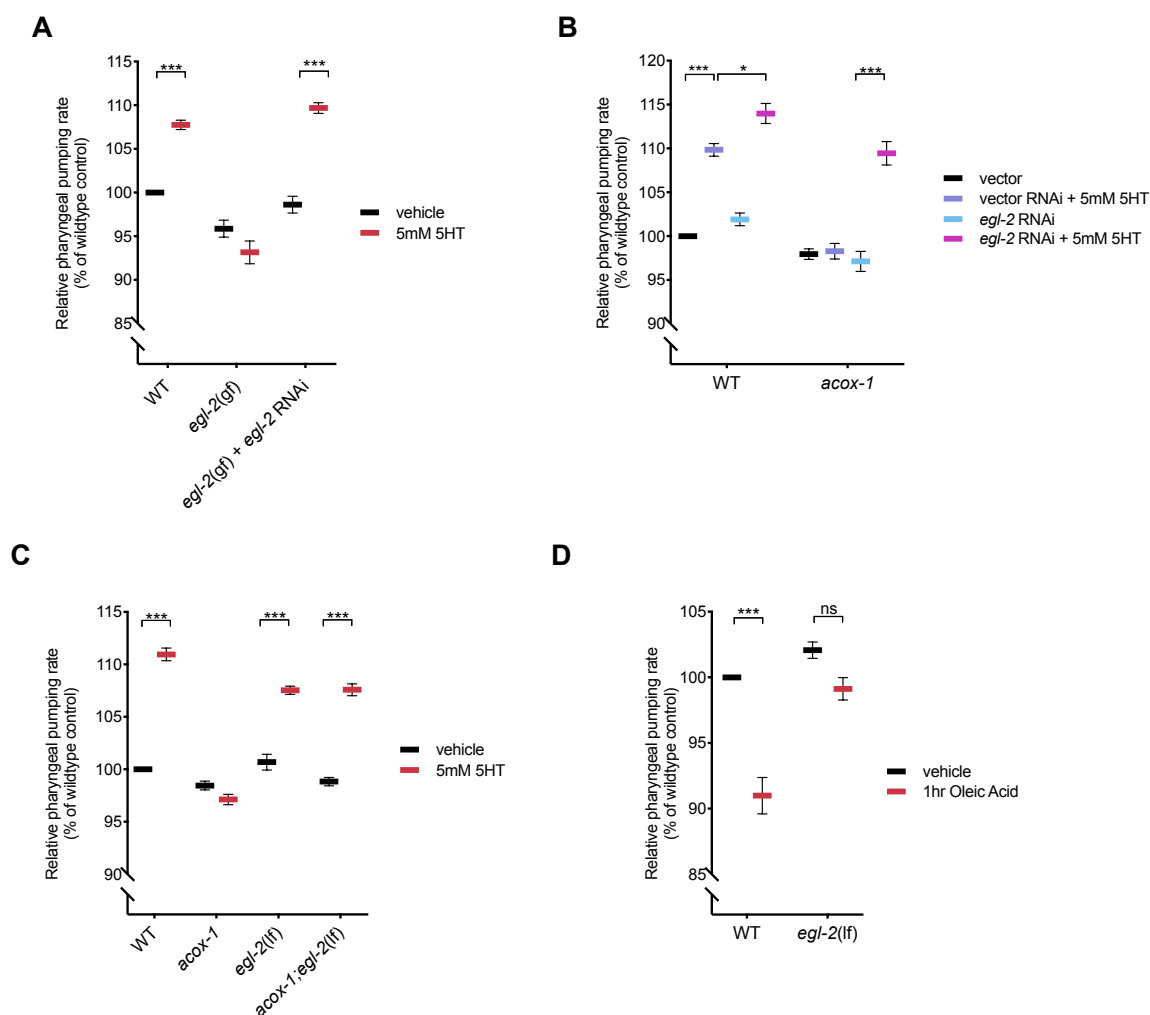 A
Relative pharyngeal pumping rate
(% of wildtype control)
115
110
105
100
95
90
85
***
***
WT
egl-2(gf)
egl-2(gf) + egl-2 RNAi
vehicle
5mM 5HT
B
Relative pharyngeal pumping rate
(% of wildtype control)
120
115
110
105
100
95
90
***
*
***
WT
acox-1
vector
vector RNAi + 5mM 5HT
egl-2 RNAi
egl-2 RNAi + 5mM 5HT
C
Relative pharyngeal pumping rate
(% of wildtype control)
115
110
105
100
95
90
***
***
***
WT
acox-1
egl-2(lf)
acox-1;egl-2(lf)
vehicle
5mM 5HT
D
Relative pharyngeal pumping rate
(% of wildtype control)
105
100
95
90
85
***
ns
WT
egl-2(lf)
vehicle
1hr Oleic Acid